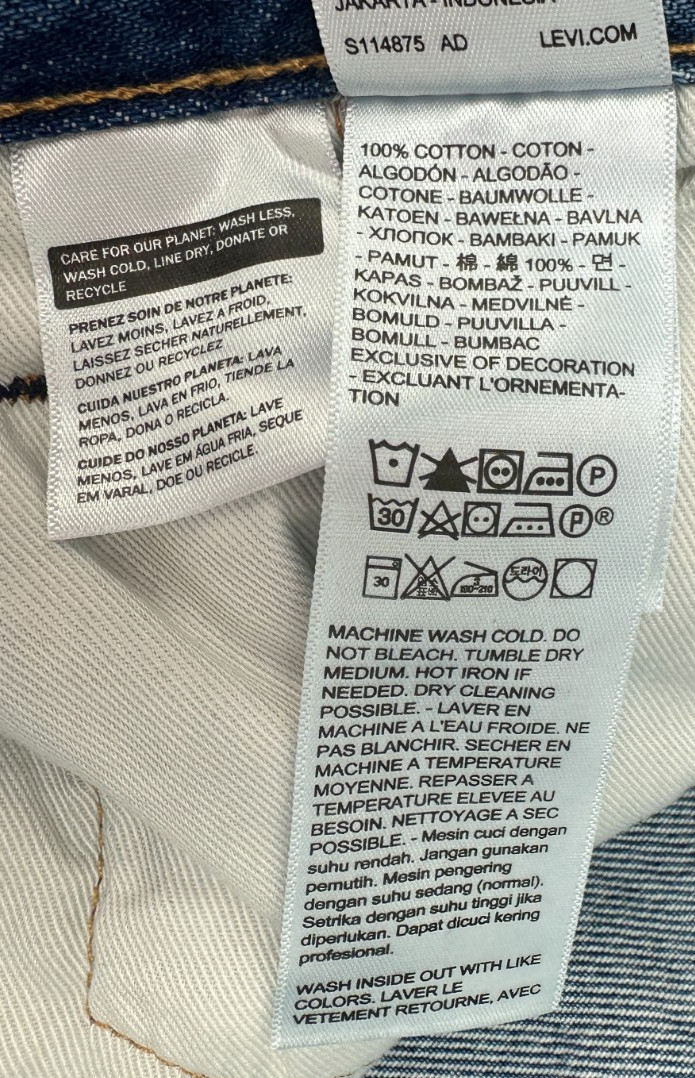 JAKARTA - INDONESIA
S114875 AD LEVI.COM
CARE FOR OUR PLANET: WASH LESS,
WASH COLD, LINE DRY, DONATE OR
RECYCLE
PRENEZ SOIN DE NOTRE PLANETE:
LAVEZ MOINS, LAVEZ A FROID,
LAISSEZ SECHER NATURELLEMENT,
DONNEZ OU RECYCLEZ
CUIDA NUESTRO PLANETA: LAVA
MENOS, LAVA EN FRIO, TIENDE LA
ROPA, DONA O RECICLA.
CUIDE DO NOSSO PLANETA: LAVE
MENOS, LAVE EM ÁGUA FRIA, SEQUE
EM VARAL, DOE OU RECICLE.
100% COTTON - COTON -
ALGODÓN - ALGODÃO -
COTONE - BAUMWOLLE -
KATOEN - BAWEŁNA - BAVLNA
- ХЛОПОК - BAMBAKI - PAMUK
- PAMUT - 棉 - 綿 100% - 면 -
KAPAS - BOMBAŽ - PUUVILL -
KOKVILNA - MEDVILNĖ -
BOMULD - PUUVILLA -
BOMULL - BUMBAC
EXCLUSIVE OF DECORATION
- EXCLUANT L'ORNEMENTA-
TION
P
30 P®
30 3 180-210 드라이
MACHINE WASH COLD. DO
NOT BLEACH. TUMBLE DRY
MEDIUM. HOT IRON IF
NEEDED. DRY CLEANING
POSSIBLE. - LAVER EN
MACHINE A L'EAU FROIDE. NE
PAS BLANCHIR. SECHER EN
MACHINE A TEMPERATURE
MOYENNE. REPASSER A
TEMPERATURE ELEVEE AU
BESOIN. NETTOYAGE A SEC
POSSIBLE. - Mesin cuci dengan
suhu rendah. Jangan gunakan
pemutih. Mesin pengering
dengan suhu sedang (normal).
Setrika dengan suhu tinggi jika
diperlukan. Dapat dicuci kering
profesional.
WASH INSIDE OUT WITH LIKE
COLORS. LAVER LE
VETEMENT RETOURNE, AVEC